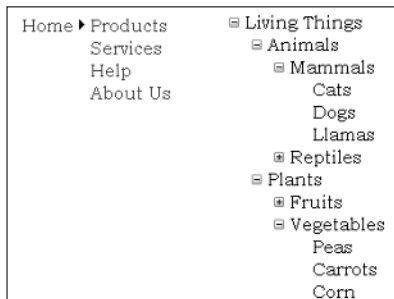 Home Products
Services
Help
About Us
Living Things
Animals
Mammals
Cats
Dogs
Llamas
Reptiles
Plants
Fruits
Vegetables
Peas
Carrots
Corn